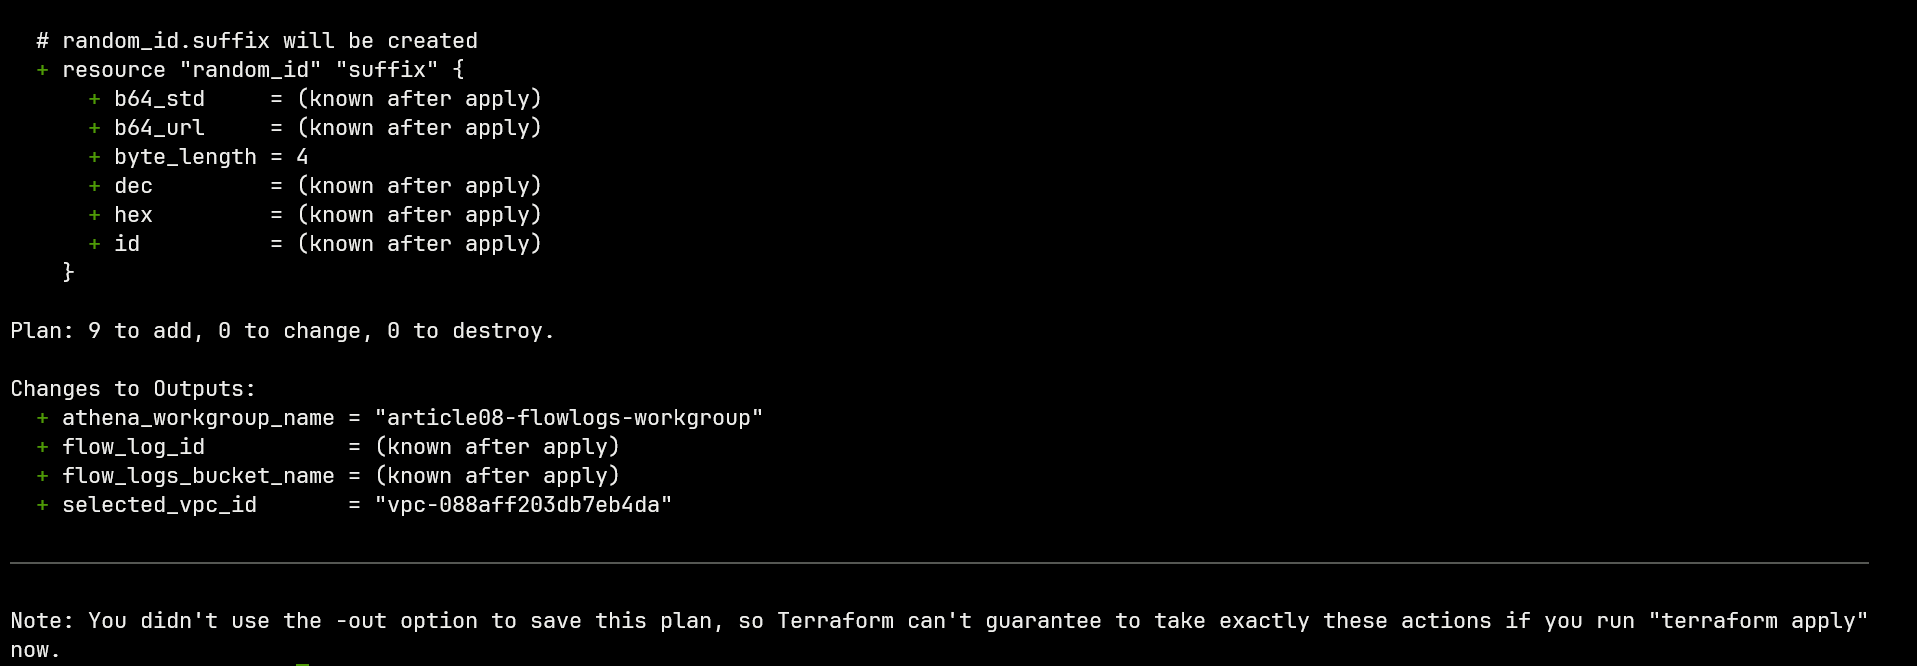 # random_id.suffix will be created
+ resource "random_id" "suffix" {
+ b64_std     = (known after apply)
+ b64_url     = (known after apply)
+ byte_length = 4
+ dec         = (known after apply)
+ hex         = (known after apply)
+ id          = (known after apply)
}
Plan: 9 to add, 0 to change, 0 to destroy.
Changes to Outputs:
+ athena_workgroup_name = "article08-flowlogs-workgroup"
+ flow_log_id           = (known after apply)
+ flow_logs_bucket_name = (known after apply)
+ selected_vpc_id       = "vpc-088aff203db7eb4da"
Note: You didn't use the -out option to save this plan, so Terraform can't guarantee to take exactly these actions if you run "terraform apply"
now.